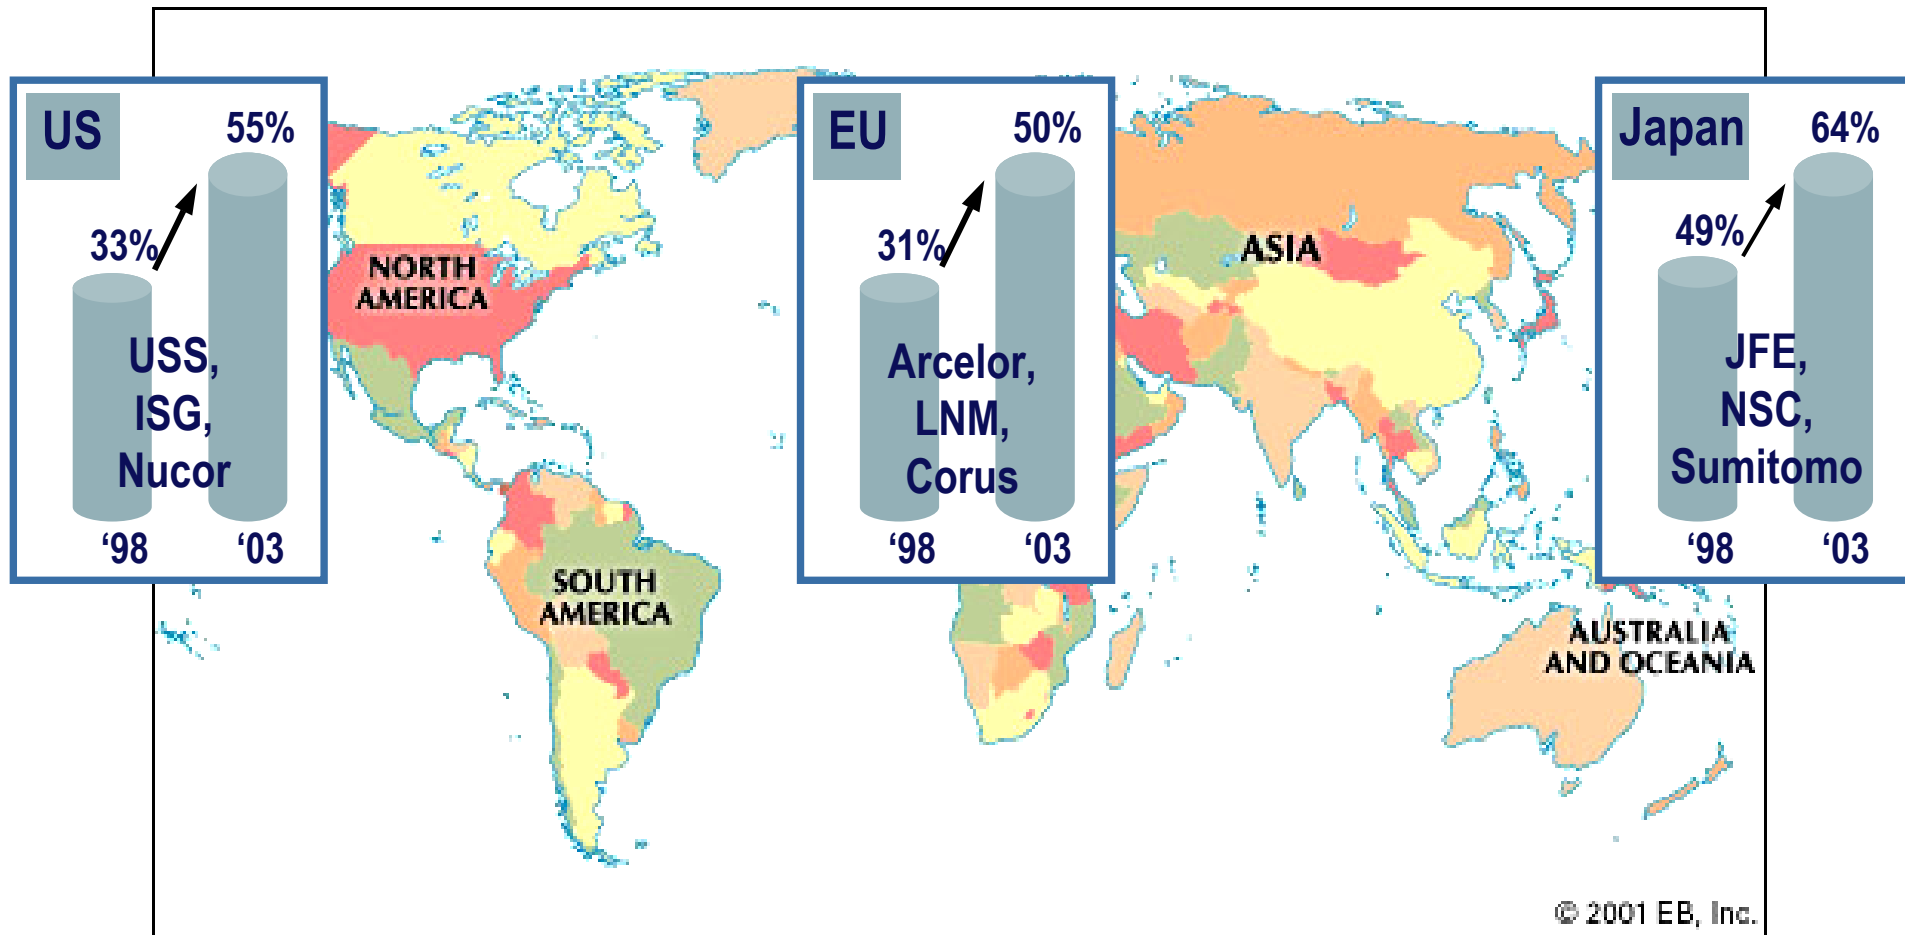 US
55%
33%
USS,
ISG,
Nucor
‘98
‘03
EU
50%
31%
Arcelor,
LNM,
Corus
‘98
‘03
Japan
64%
49%
JFE,
NSC,
Sumitomo
‘98
‘03
NORTH
AMERICA
ASIA
SOUTH
AMERICA
AUSTRALIA
AND OCEANIA
© 2001 EB, Inc.